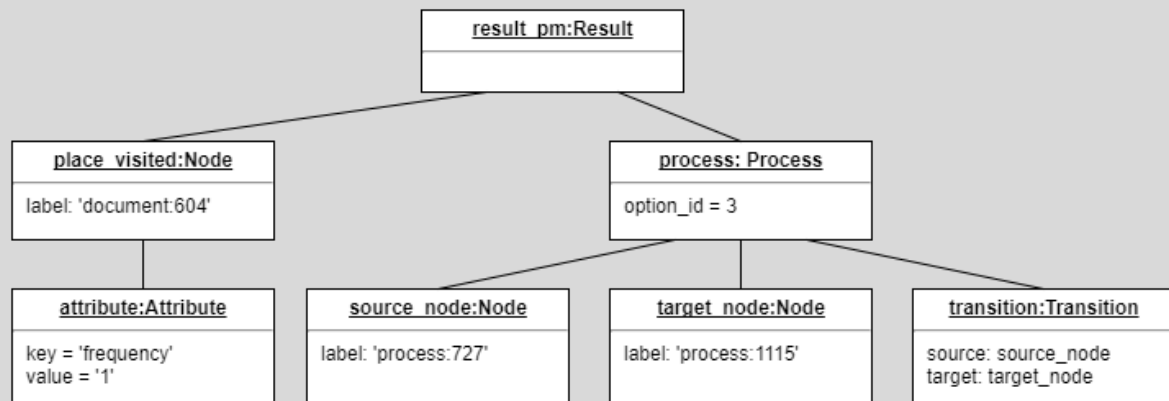 result_pm:Result
place_visited:Node
label: 'document:604'
process: Process
option_id = 3
attribute:Attribute
key = 'frequency'
value = '1'
source_node:Node
label: 'process:727'
target_node:Node
label: 'process:1115'
transition:Transition
source: source_node
target: target_node